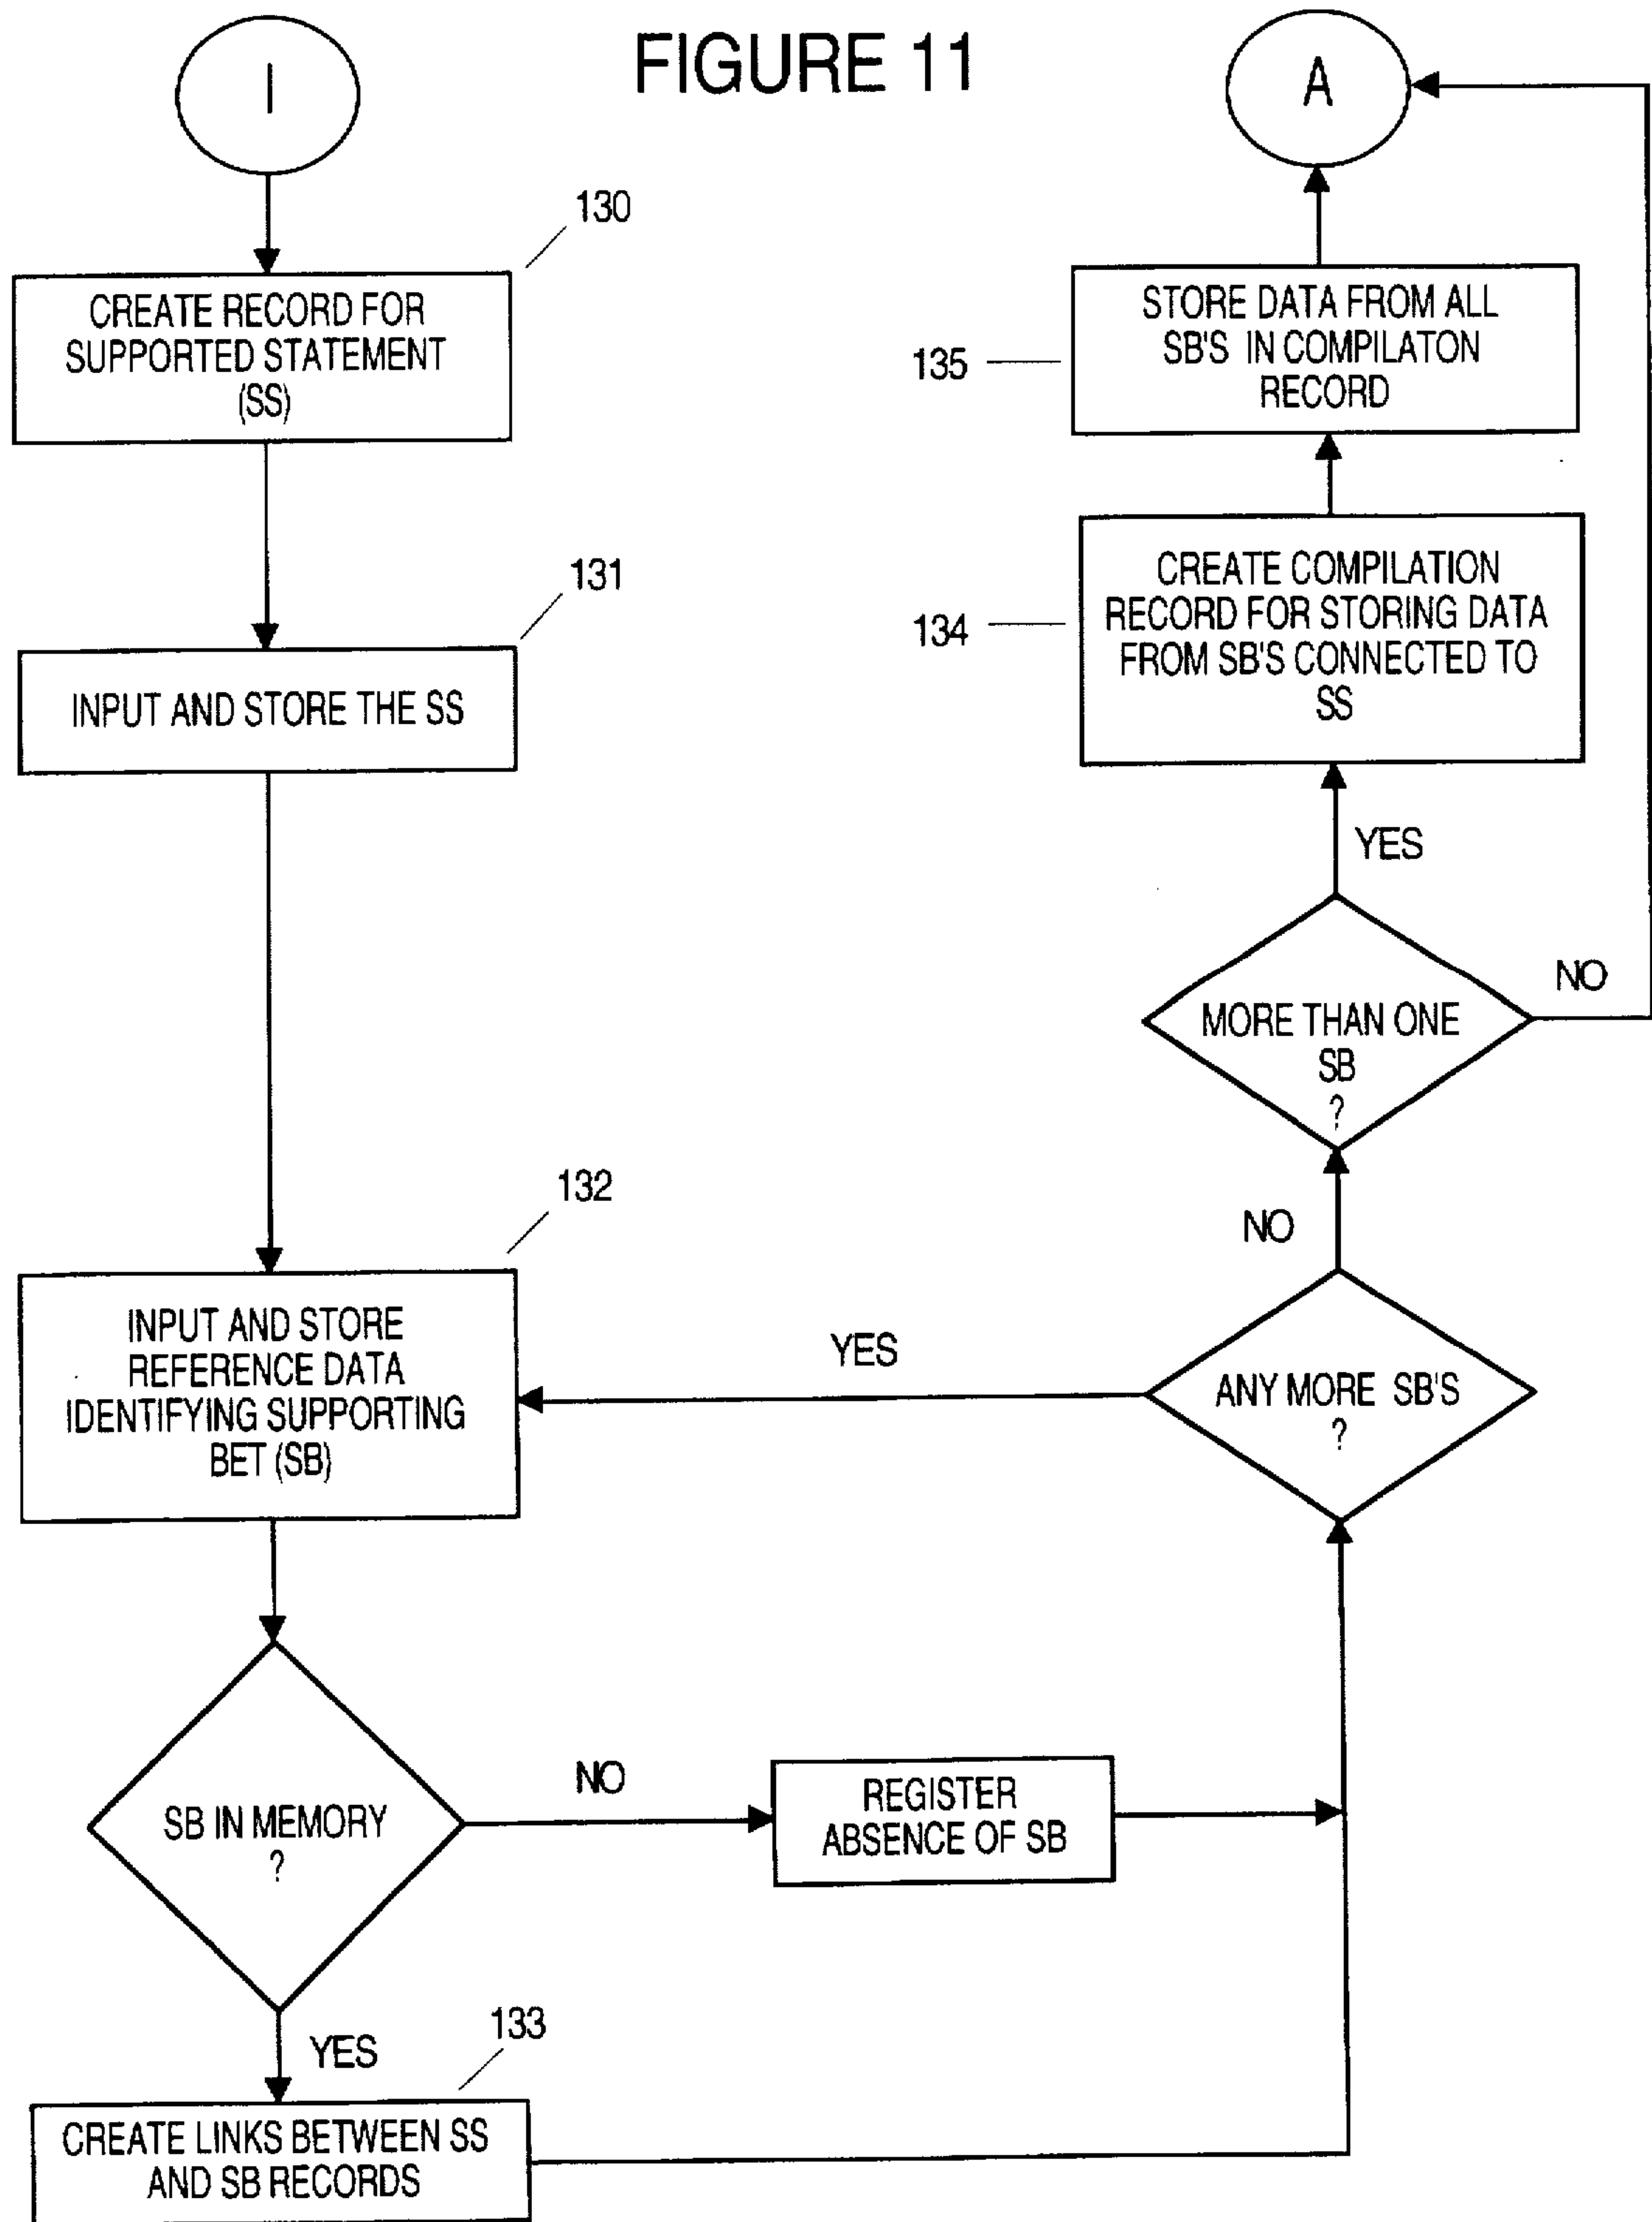 FIGURE 11
I
130
CREATE RECORD FOR
SUPPORTED STATEMENT
(SS)
131
INPUT AND STORE THE SS
132
INPUT AND STORE
REFERENCE DATA
IDENTIFYING SUPPORTING
BET (SB)
SB IN MEMORY
?
NO
REGISTER
ABSENCE OF SB
YES
133
CREATE LINKS BETWEEN SS
AND SB RECORDS
ANY MORE SB'S
?
YES
NO
MORE THAN ONE
SB
?
NO
YES
134
CREATE COMPILATION
RECORD FOR STORING DATA
FROM SB'S CONNECTED TO
SS
135
STORE DATA FROM ALL
SB'S IN COMPILATON
RECORD
A